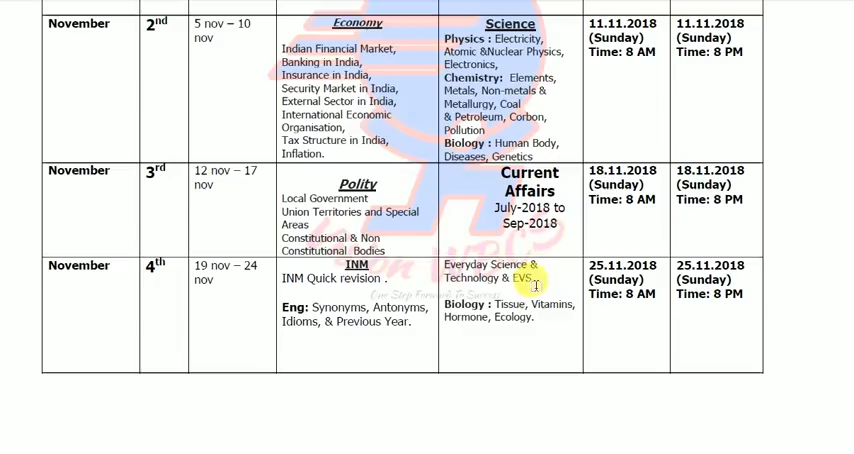 November
2nd
5 nov – 10
nov
Economy
Indian Financial Market,
Banking in India,
Insurance in India,
Security Market in India,
External Sector in India,
International Economic
Organisation,
Tax Structure in India,
Inflation.
Science
Physics : Electricity,
Atomic &Nuclear Physics,
Electronics,
Chemistry: Elements,
Metals, Non-metals &
Metallurgy, Coal
& Petroleum, Corbon,
Pollution
Biology : Human Body,
Diseases, Genetics
11.11.2018
(Sunday)
Time: 8 AM
11.11.2018
(Sunday)
Time: 8 PM
November
3rd
12 nov – 17
nov
Polity
Local Government
Union Territories and Special
Areas
Constitutional & Non
Constitutional Bodies
Current
Affairs
July-2018 to
Sep-2018
18.11.2018
(Sunday)
Time: 8 AM
18.11.2018
(Sunday)
Time: 8 PM
November
4th
19 nov – 24
nov
INM
INM Quick revision .
Eng: Synonyms, Antonyms,
Idioms, & Previous Year.
Everyday Science &
Technology & EVS.
Biology : Tissue, Vitamins,
Hormone, Ecology.
25.11.2018
(Sunday)
Time: 8 AM
25.11.2018
(Sunday)
Time: 8 PM
WBCS
One Step Forward To Success